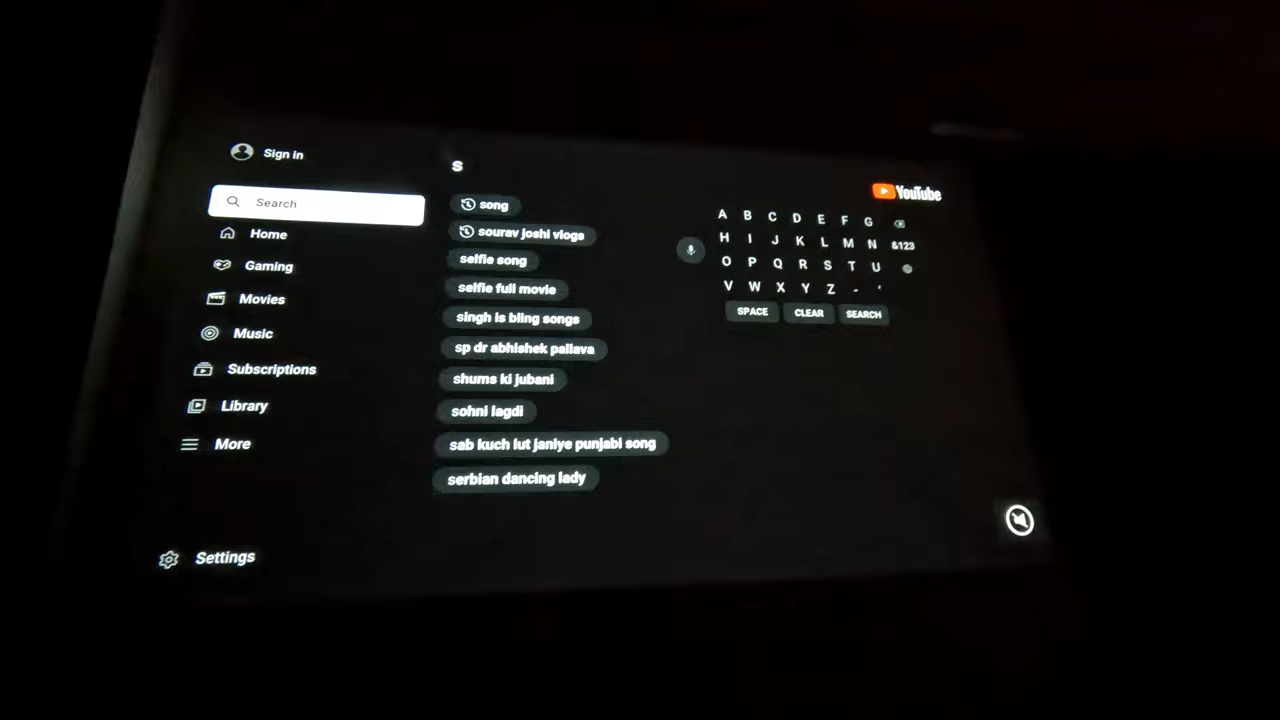 Sign in
Search
Home
Gaming
Movies
Music
Subscriptions
Library
More
Settings
s
song
sourav joshi vlogs
selfie song
selfie full movie
singh is bling songs
sp dr abhishek pallava
shums ki jubani
sohni lagdi
sab kuch lut janiye punjabi song
serbian dancing lady
YouTube
A B C D E F G
H I J K L M N &123
O P Q R S T U
V W X Y Z - '
SPACE CLEAR SEARCH